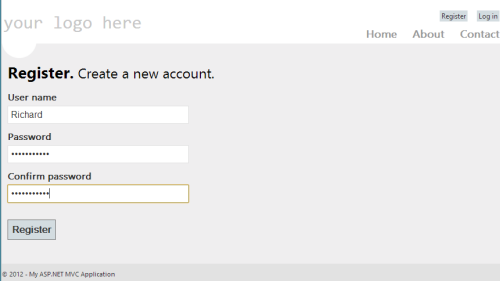 your logo here
Register Log in
Home About Contact
Register. Create a new account.
User name
Richard
Password
•••••••••••
Confirm password
•••••••••••
Register
© 2012 - My ASP.NET MVC Application